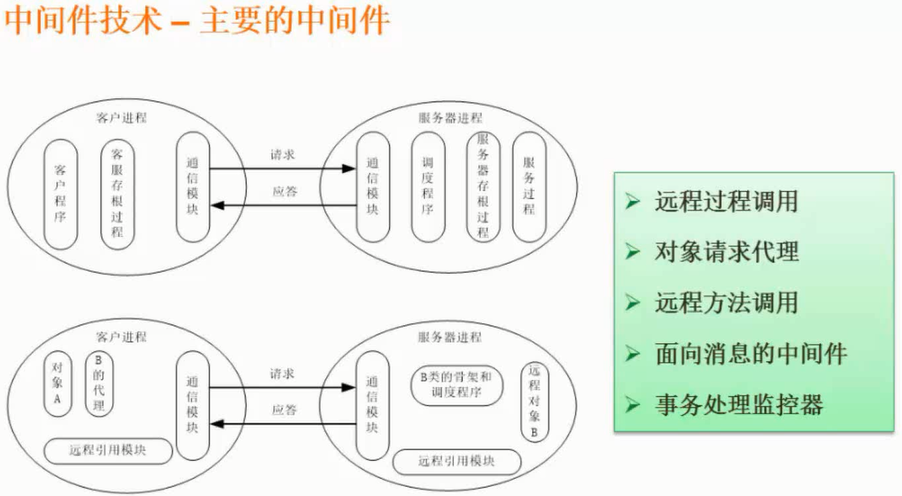 中间件技术 – 主要的中间件
客户进程
客户程序
客服存根过程
通信模块
请求
应答
服务器进程
通信模块
调度程序
服务器存根过程
服务过程
客户进程
对象A
B的代理
通信模块
远程引用模块
请求
应答
服务器进程
通信模块
B类的骨架和
调度程序
远程对象B
远程引用模块
远程过程调用
对象请求代理
远程方法调用
面向消息的中间件
事务处理监控器